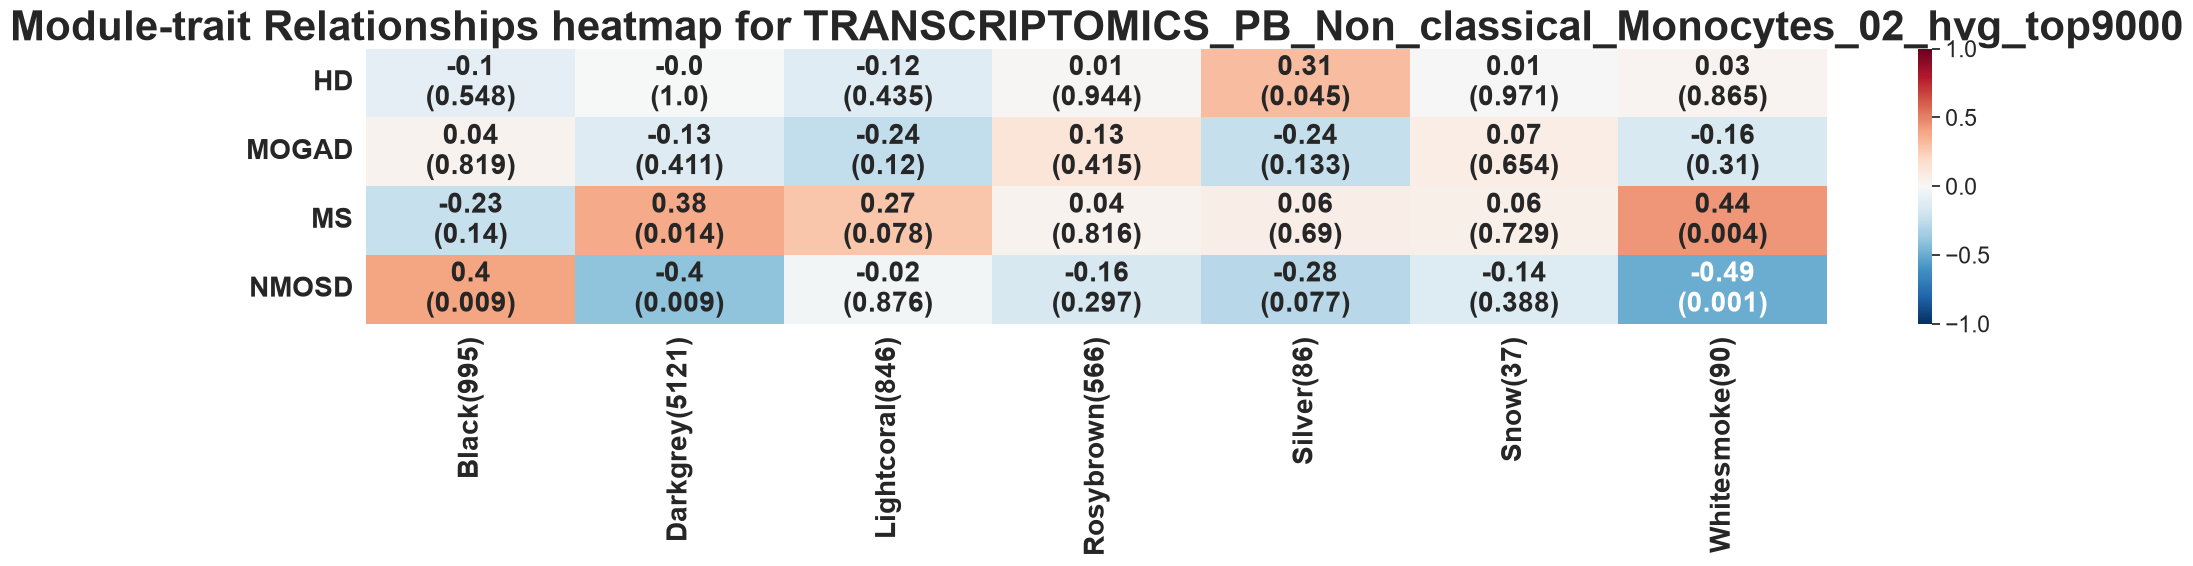 Module-trait Relationships heatmap for TRANSCRIPTOMICS_PB_Non_classical_Monocytes_02_hvg_top9000
HD
-0.1 -0.0 -0.12 0.01 0.31 0.01 0.03
(0.548) (1.0) (0.435) (0.944) (0.045) (0.971) (0.865)
MOGAD
0.04 -0.13 -0.24 0.13 -0.24 0.07 -0.16
(0.819) (0.411) (0.12) (0.415) (0.133) (0.654) (0.31)
MS
-0.23 0.38 0.27 0.04 0.06 0.06 0.44
(0.14) (0.014) (0.078) (0.816) (0.69) (0.729) (0.004)
NMOSD
0.4 -0.4 -0.02 -0.16 -0.28 -0.14 -0.49
(0.009) (0.009) (0.876) (0.297) (0.077) (0.388) (0.001)
Black(995)
Darkgrey(5121)
Lightcoral(846)
Rosybrown(566)
Silver(86)
Snow(37)
Whitesmoke(90)
1.0
0.5
0.0
−0.5
−1.0